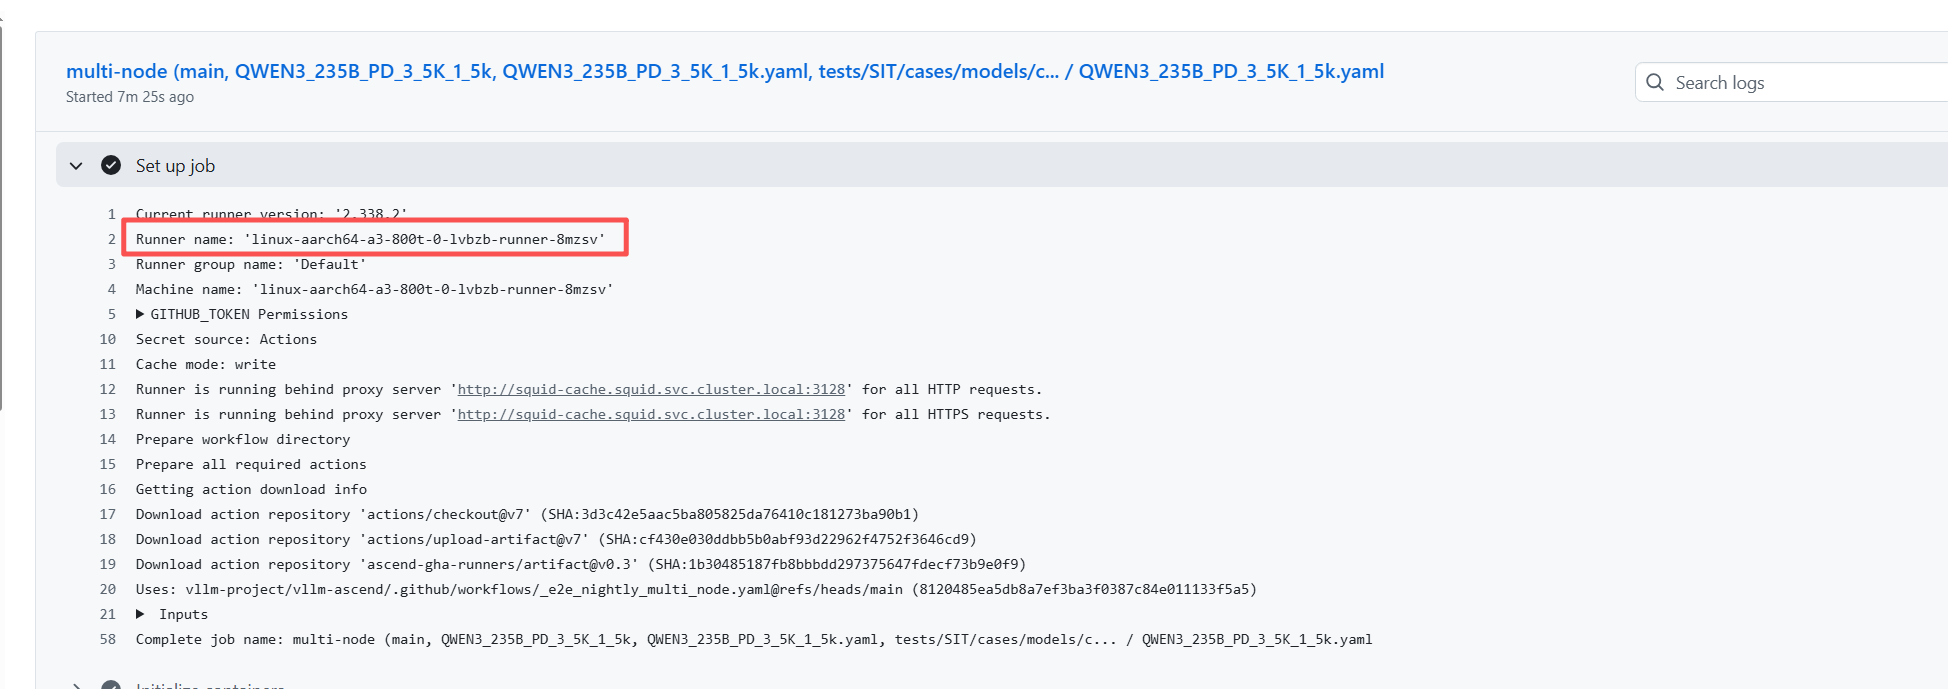 multi-node (main, QWEN3_235B_PD_3_5K_1_5k, QWEN3_235B_PD_3_5K_1_5k.yaml, tests/SIT/cases/models/c... / QWEN3_235B_PD_3_5K_1_5k.yaml
Started 7m 25s ago
Search logs
Set up job
1 Current runner version: '2.338.2'
2 Runner name: 'linux-aarch64-a3-800t-0-lvbzb-runner-8mzsv'
3 Runner group name: 'Default'
4 Machine name: 'linux-aarch64-a3-800t-0-lvbzb-runner-8mzsv'
5 GITHUB_TOKEN Permissions
10 Secret source: Actions
11 Cache mode: write
12 Runner is running behind proxy server 'http://squid-cache.squid.svc.cluster.local:3128' for all HTTP requests.
13 Runner is running behind proxy server 'http://squid-cache.squid.svc.cluster.local:3128' for all HTTPS requests.
14 Prepare workflow directory
15 Prepare all required actions
16 Getting action download info
17 Download action repository 'actions/checkout@v7' (SHA:3d3c42e5aac5ba805825da76410c181273ba90b1)
18 Download action repository 'actions/upload-artifact@v7' (SHA:cf430e030ddbb5b0abf93d22962f4752f3646cd9)
19 Download action repository 'ascend-gha-runners/artifact@v0.3' (SHA:1b30485187fb8bbbdd297375647fdecf73b9e0f9)
20 Uses: vllm-project/vllm-ascend/.github/workflows/_e2e_nightly_multi_node.yaml@refs/heads/main (8120485ea5db8a7ef3ba3f0387c84e011133f5a5)
21 Inputs
58 Complete job name: multi-node (main, QWEN3_235B_PD_3_5K_1_5k, QWEN3_235B_PD_3_5K_1_5k.yaml, tests/SIT/cases/models/c... / QWEN3_235B_PD_3_5K_1_5k.yaml
Initialize containers